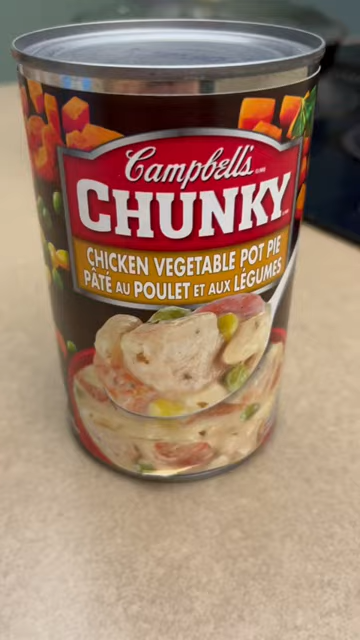 Campbell's
CHUNKY
CHICKEN VEGETABLE POT PIE
PÂTÉ AU POULET ET AUX LÉGUMES